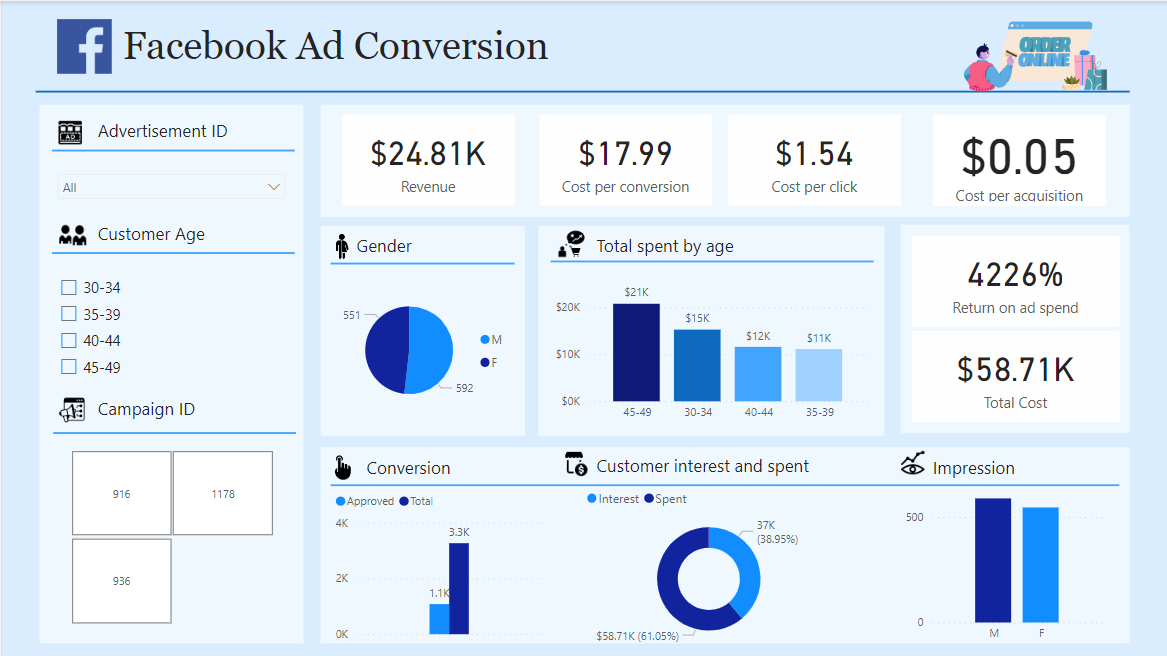 f Facebook Ad Conversion
ORDER
ONLINE
Advertisement ID
All
Customer Age
30-34
35-39
40-44
45-49
Campaign ID
916
1178
936
$24.81K
Revenue
$17.99
Cost per conversion
$1.54
Cost per click
$0.05
Cost per acquisition
Gender
551
592
M
F
Total spent by age
$20K
$10K
$0K
$21K
$15K
$12K
$11K
45-49
30-34
40-44
35-39
4226%
Return on ad spend
$58.71K
Total Cost
Conversion
Approved Total
4K
2K
0K
1.1K
3.3K
Customer interest and spent
Interest Spent
37K
(38.95%)
$58.71K (61.05%)
Impression
500
0
M
F